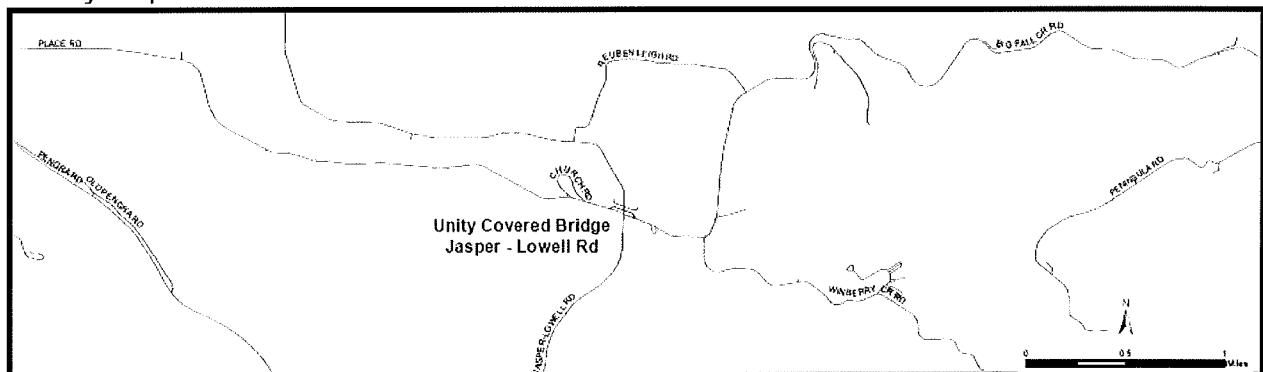 PLACE RD
REUBEN LEIGH RD
BIG FALL CR RD
PENGRA RD
OLD PENGRA RD
CHURCH RD
PENINSULA RD
Unity Covered Bridge
Jasper - Lowell Rd
JASPER-LOWELL RD
WINBERRY CR RD
N
0 0.5 1
Miles